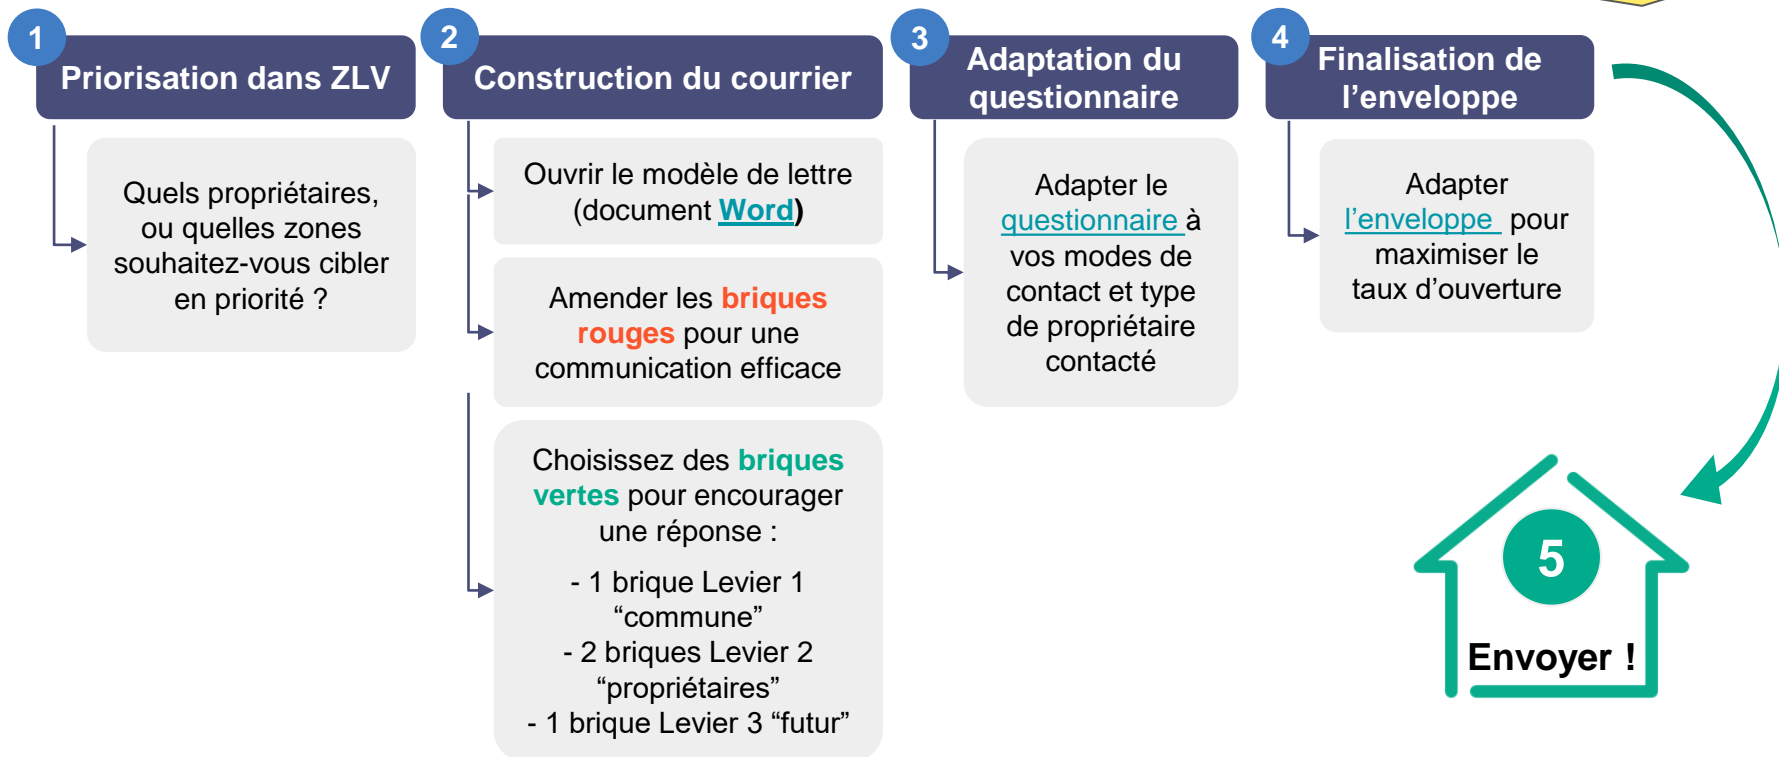 1
Priorisation dans ZLV
Quels propriétaires,
ou quelles zones
souhaitez-vous cibler
en priorité ?
2
Construction du courrier
Ouvrir le modèle de lettre
(document Word)
Amender les briques
rouges pour une
communication efficace
Choisissez des briques
vertes pour encourager
une réponse :
- 1 brique Levier 1
“commune”
- 2 briques Levier 2
“propriétaires”
- 1 brique Levier 3 “futur”
3
Adaptation du
questionnaire
Adapter le
questionnaire à
vos modes de
contact et type
de propriétaire
contacté
4
Finalisation de
l’enveloppe
Adapter
l’enveloppe pour
maximiser le
taux d’ouverture
5
Envoyer !